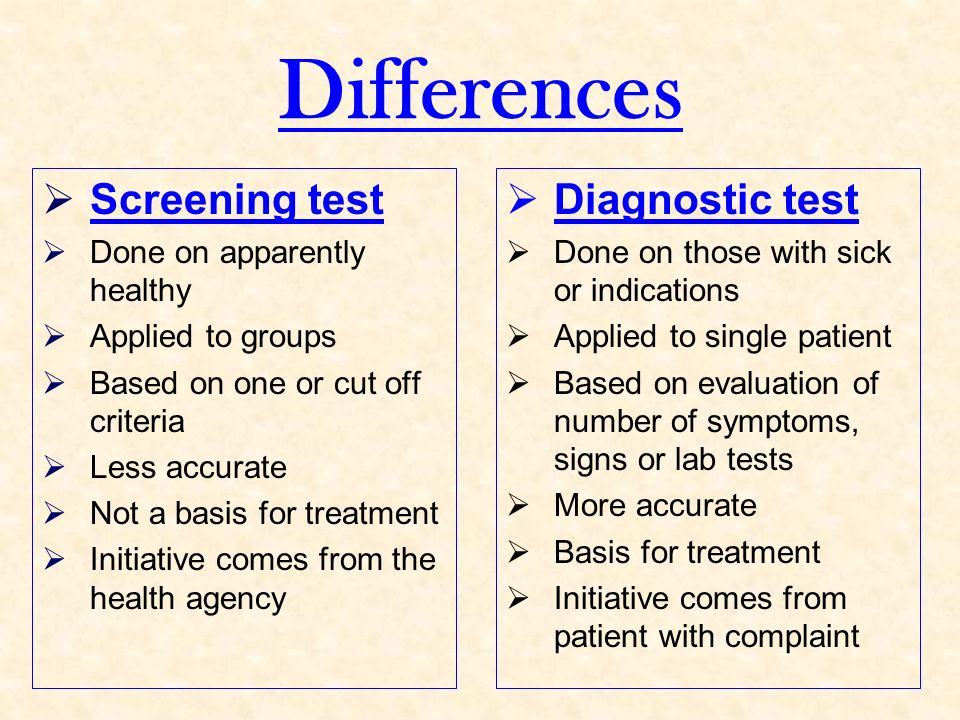 Differences
Screening test
Done on apparently
healthy
Applied to groups
Based on one or cut off
criteria
Less accurate
Not a basis for treatment
Initiative comes from the
health agency
Diagnostic test
Done on those with sick
or indications
Applied to single patient
Based on evaluation of
number of symptoms,
signs or lab tests
More accurate
Basis for treatment
Initiative comes from
patient with complaint